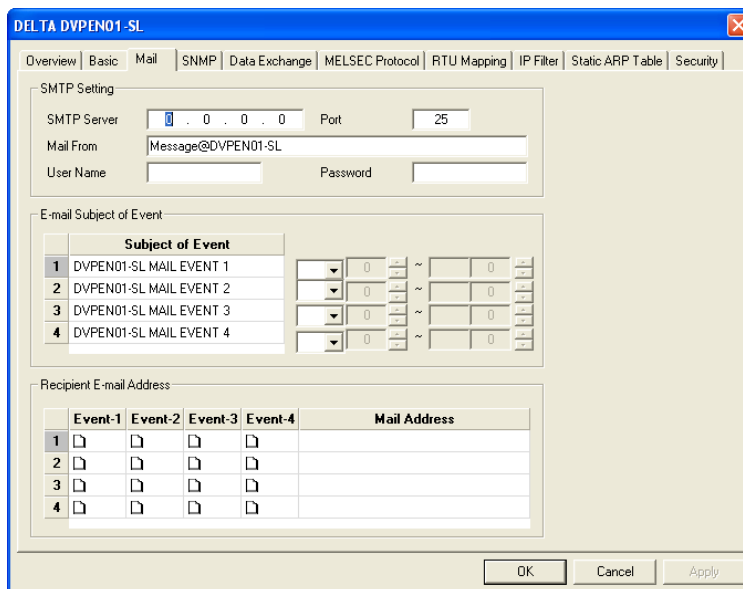 DELTA DVPEN01-SL
Overview Basic Mail SNMP Data Exchange MELSEC Protocol RTU Mapping IP Filter Static ARP Table Security
SMTP Setting
SMTP Server 0 . 0 . 0 . 0 Port 25
Mail From Message@DVPEN01-SL
User Name Password
E-mail Subject of Event
Subject of Event
1 DVPEN01-SL MAIL EVENT 1 0 ~ 0
2 DVPEN01-SL MAIL EVENT 2 0 ~ 0
3 DVPEN01-SL MAIL EVENT 3 0 ~ 0
4 DVPEN01-SL MAIL EVENT 4 0 ~ 0
Recipient E-mail Address
Event-1 Event-2 Event-3 Event-4 Mail Address
1
2
3
4
OK Cancel Apply